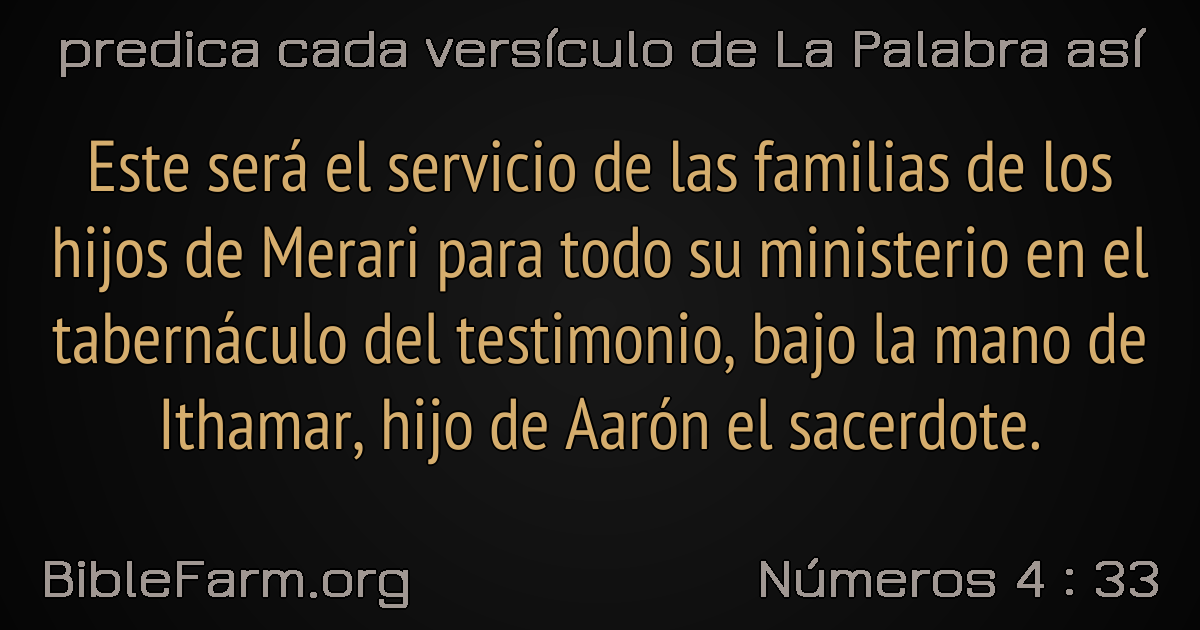 predica cada versículo de La Palabra así
Este será el servicio de las familias de los
hijos de Merari para todo su ministerio en el
tabernáculo del testimonio, bajo la mano de
Ithamar, hijo de Aarón el sacerdote.
BibleFarm.org
Números 4 : 33